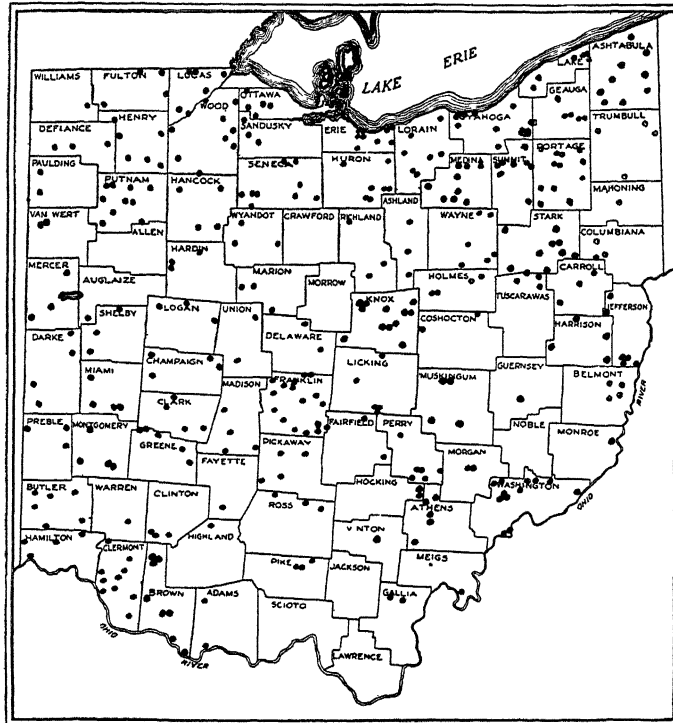 LAKE ERIE
WILLIAMS
FULTON
LUCAS
OTTAWA
LAKE
ASHTABULA
GEAUGA
DEFIANCE
HENRY
WOOD
SANDUSKY
ERIE
LORAIN
CUYAHOGA
TRUMBULL
PAULDING
PUTNAM
HANCOCK
SENECA
HURON
MEDINA
SUMMIT
PORTAGE
MAHONING
VAN WERT
ALLEN
WYANDOT
CRAWFORD
RICHLAND
ASHLAND
WAYNE
STARK
COLUMBIANA
MERCER
AUGLAIZE
HARDIN
MARION
MORROW
HOLMES
TUSCARAWAS
CARROLL
JEFFERSON
DARKE
SHELBY
LOGAN
UNION
DELAWARE
KNOX
COSHOCTON
HARRISON
MIAMI
CHAMPAIGN
MADISON
FRANKLIN
LICKING
MUSKINGUM
GUERNSEY
BELMONT
RIVER
PREBLE
MONTGOMERY
CLARK
GREENE
FAYETTE
PICKAWAY
FAIRFIELD
PERRY
MORGAN
NOBLE
MONROE
BUTLER
WARREN
CLINTON
ROSS
HOCKING
ATHENS
WASHINGTON
OHIO
HAMILTON
CLERMONT
HIGHLAND
PIKE
VINTON
JACKSON
MEIGS
BROWN
ADAMS
SCIOTO
GALLIA
OHIO
RIVER
LAWRENCE